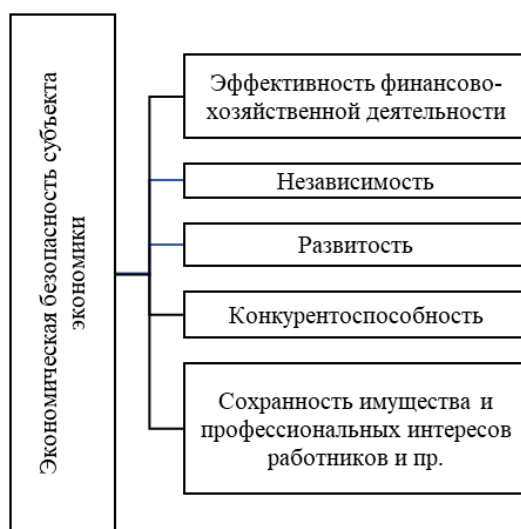 Экономическая безопасность субъекта
экономики
Эффективность финансово-
хозяйственной деятельности
Независимость
Развитость
Конкурентоспособность
Сохранность имущества и
профессиональных интересов
работников и пр.